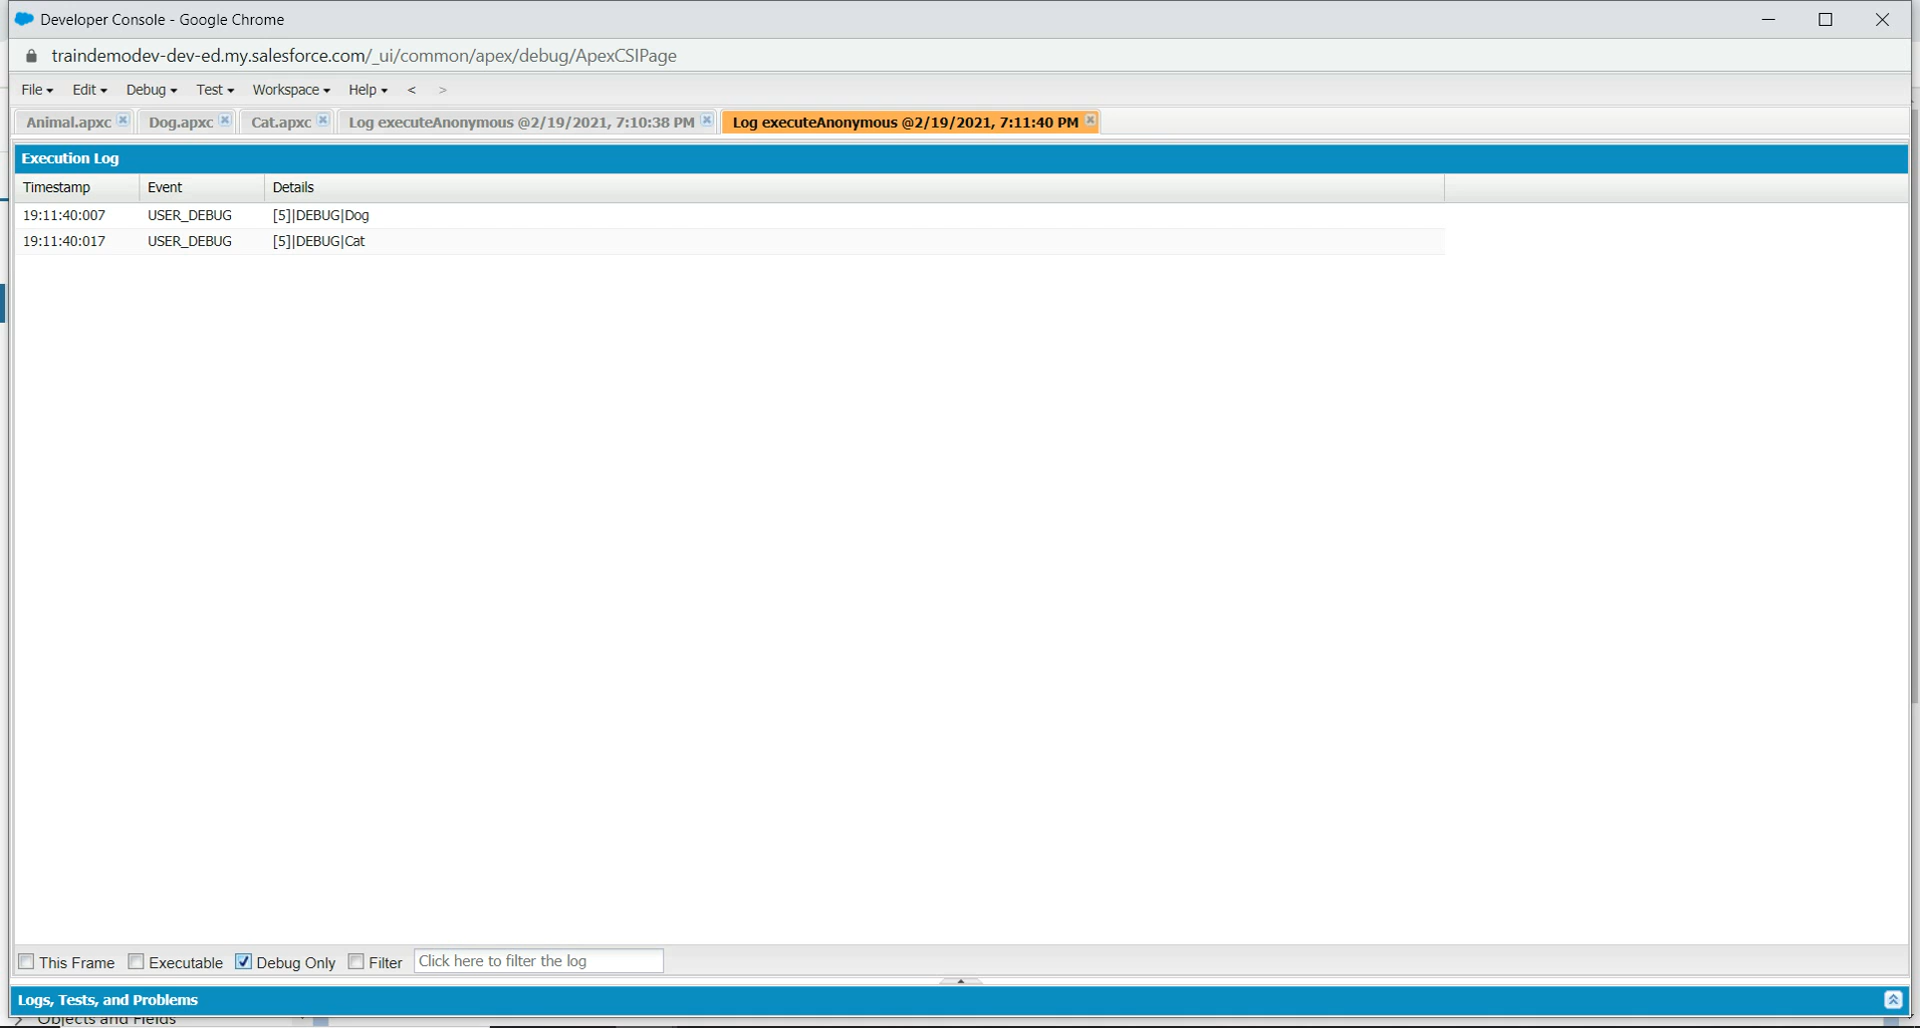 Developer Console - Google Chrome
traindemodev-dev-ed.my.salesforce.com/_ui/common/apex/debug/ApexCSIPage
File Edit Debug Test Workspace Help < >
Animal.apxc Dog.apxc Cat.apxc Log executeAnonymous @2/19/2021, 7:10:38 PM Log executeAnonymous @2/19/2021, 7:11:40 PM
Execution Log
Timestamp Event Details
19:11:40:007 USER_DEBUG [5]|DEBUG|Dog
19:11:40:017 USER_DEBUG [5]|DEBUG|Cat
This Frame Executable Debug Only Filter Click here to filter the log
Logs, Tests, and Problems
Objects and Fields